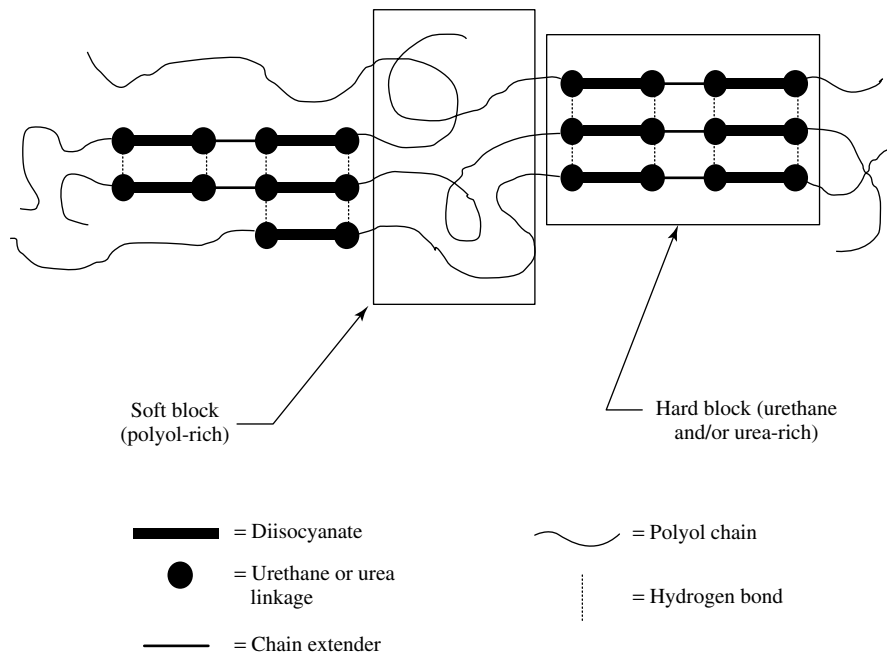 Soft block
(polyol-rich)
Hard block (urethane
and/or urea-rich)
= Diisocyanate
= Urethane or urea
linkage
= Chain extender
= Polyol chain
= Hydrogen bond